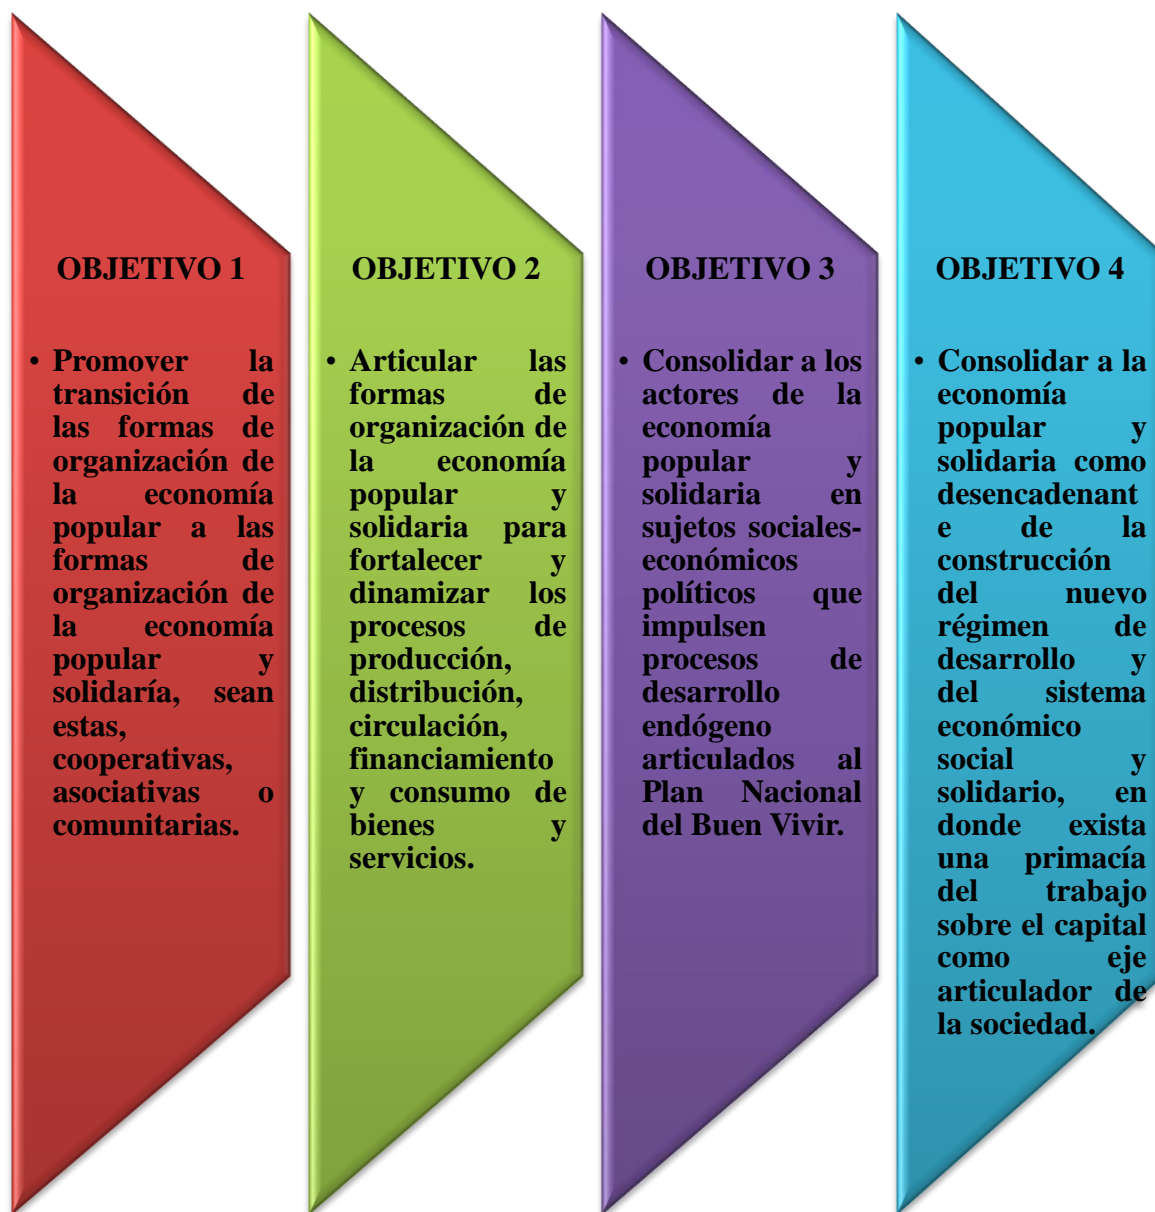 OBJETIVO 1
• Promover la
transición de
las formas de
organización de
la economía
popular a las
formas de
organización de
la economía
popular y
solidaría, sean
estas,
cooperativas,
asociativas o
comunitarias.
OBJETIVO 2
• Articular las
formas de
organización de
la economía
popular y
solidaria para
fortalecer y
dinamizar los
procesos de
producción,
distribución,
circulación,
financiamiento
y consumo de
bienes y
servicios.
OBJETIVO 3
• Consolidar a los
actores de la
economía
popular y
solidaria en
sujetos sociales-
económicos
políticos que
impulsen
procesos de
desarrollo
endógeno
articulados al
Plan Nacional
del Buen Vivir.
OBJETIVO 4
• Consolidar a la
economía
popular y
solidaria como
desencadenant
e de la
construcción
del nuevo
régimen de
desarrollo y
del sistema
económico
social y
solidario, en
donde exista
una primacía
del trabajo
sobre el capital
como eje
articulador de
la sociedad.